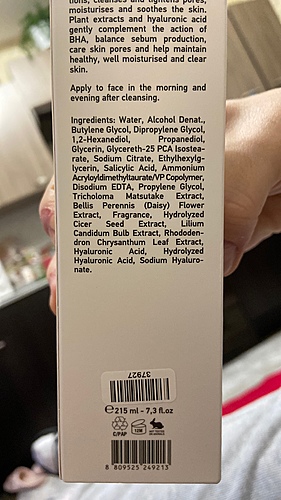 tions, cleanses and tightens pores,
moisturises and soothes the skin.
Plant extracts and hyaluronic acid
gently complement the action of
BHA, balance sebum production,
care skin pores and help maintain
healthy, well moisturised and clear
skin.
Apply to face in the morning and
evening after cleansing.
Ingredients: Water, Alcohol Denat.,
Butylene Glycol, Dipropylene Glycol,
1,2-Hexanediol, Propanediol,
Glycerin, Glycereth-25 PCA Isostea-
rate, Sodium Citrate, Ethylhexylg-
lycerin, Salicylic Acid, Ammonium
Acryloyldimethyltaurate/VP Copolymer,
Disodium EDTA, Propylene Glycol,
Tricholoma Matsutake Extract,
Bellis Perennis (Daisy) Flower
Extract, Fragrance, Hydrolyzed
Cicer Seed Extract, Lilium
Candidum Bulb Extract, Rhododen-
dron Chrysanthum Leaf Extract,
Hyaluronic Acid, Hydrolyzed
Hyaluronic Acid, Sodium Hyaluro-
nate.
37927
℮215 ml - 7,3 fl.oz
C/PAP
12M
8 809525 249213